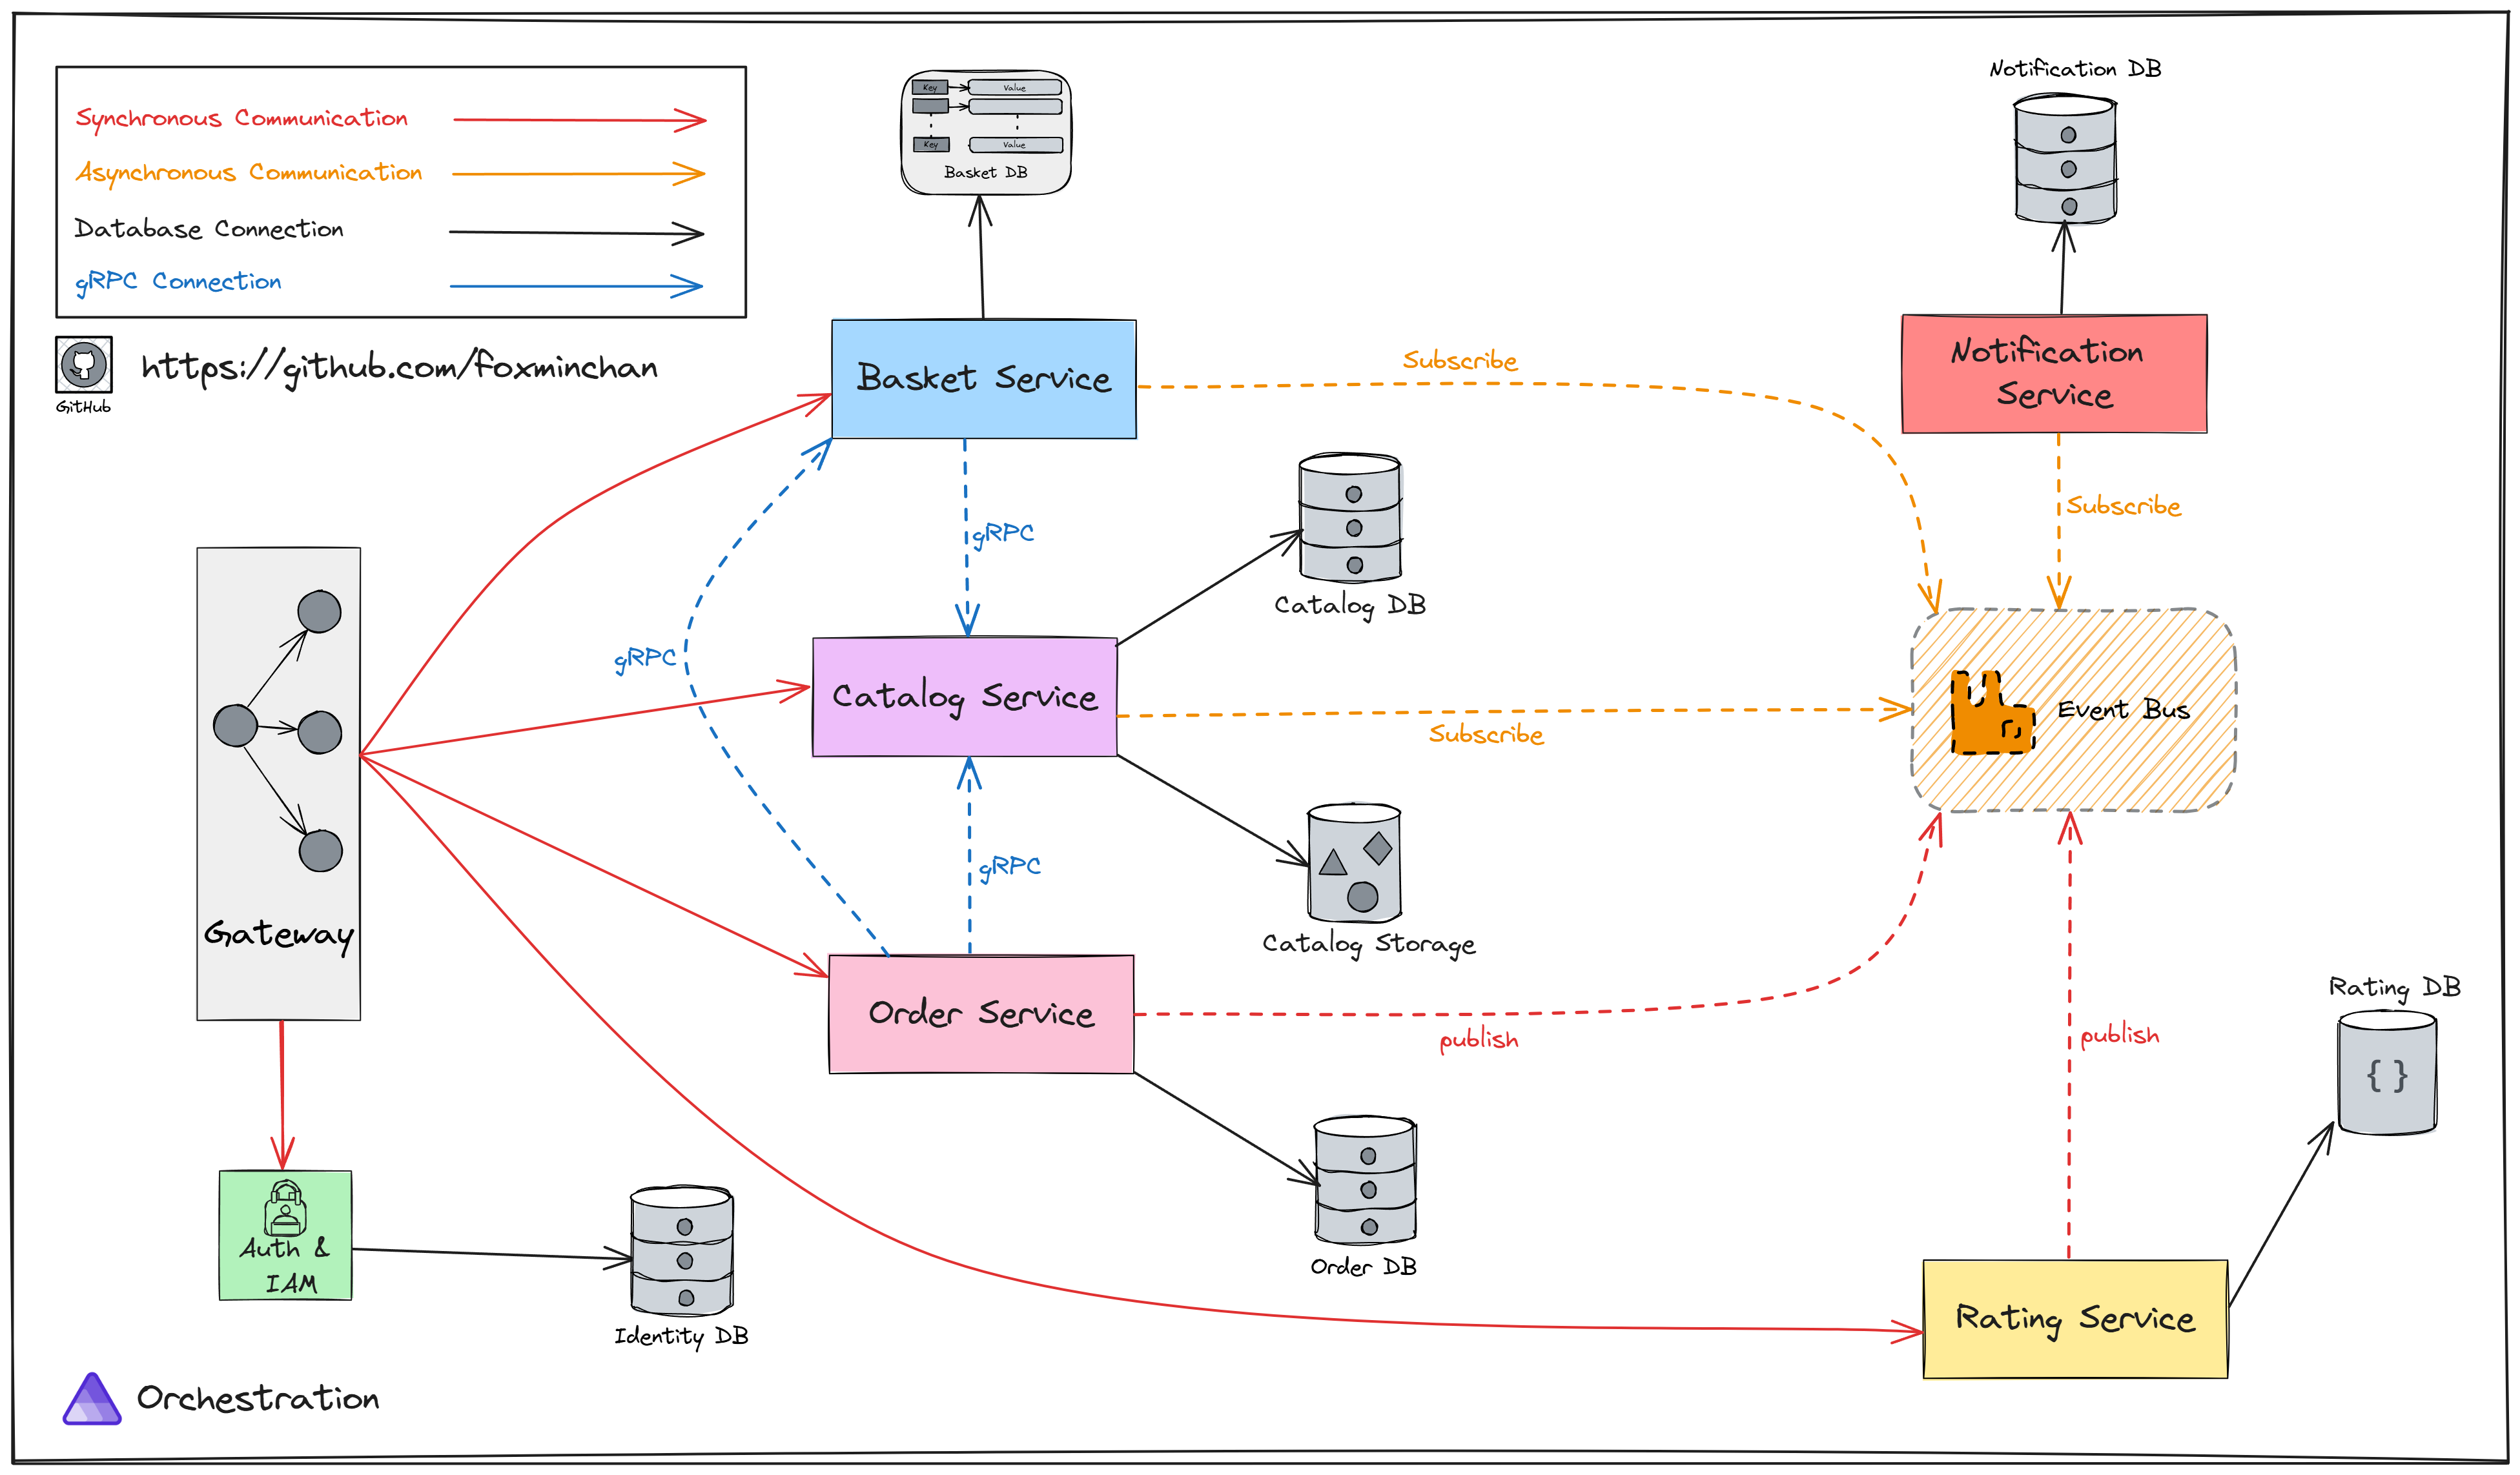 Synchronous Communication
Asynchronous Communication
Database Connection
gRPC Connection
GitHub
https://github.com/foxminchan
Key
Value
Key
Value
Basket DB
Notification DB
Basket Service
Notification
Service
Subscribe
Subscribe
gRPC
Catalog DB
gRPC
Catalog Service
Subscribe
Event Bus
gRPC
Gateway
Catalog Storage
Order Service
publish
publish
Rating DB
{ }
Auth &
IAM
Identity DB
Order DB
Rating Service
Orchestration